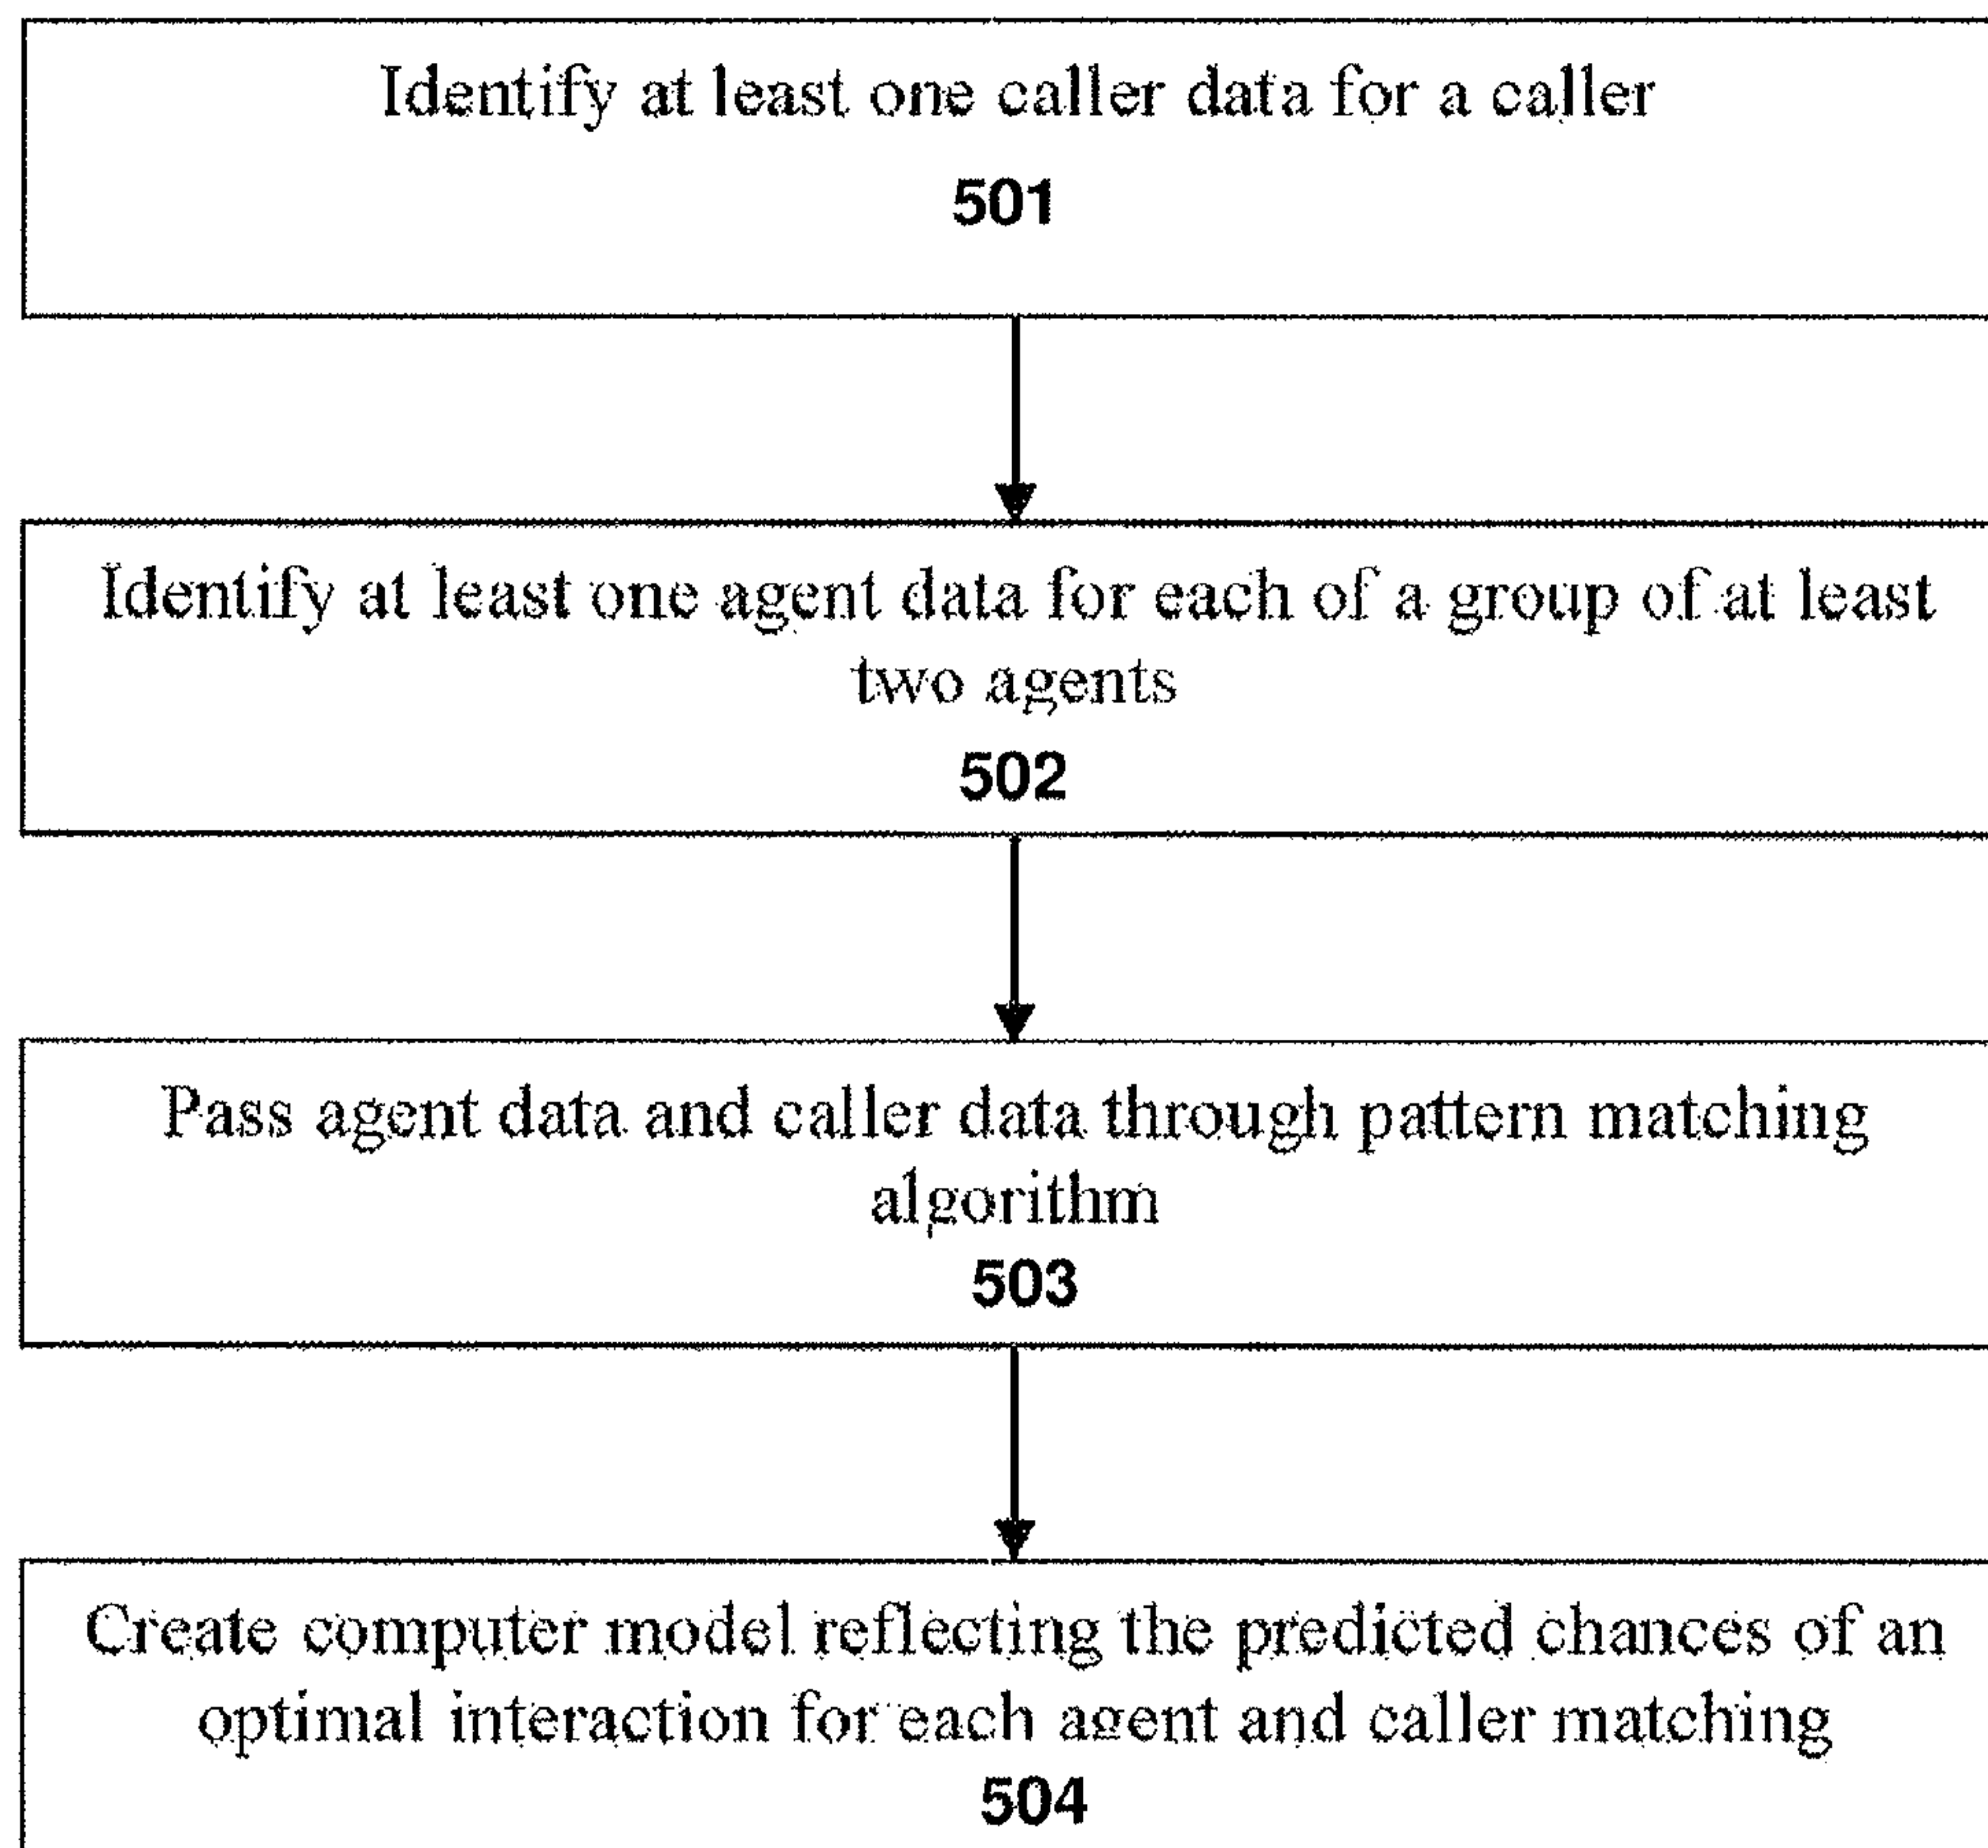 Identify at least one caller data for a caller
501
Identify at least one agent data for each of a group of at least
two agents
502
Pass agent data and caller data through pattern matching
algorithm
503
Create computer model reflecting the predicted chances of an
optimal interaction for each agent and caller matching
504